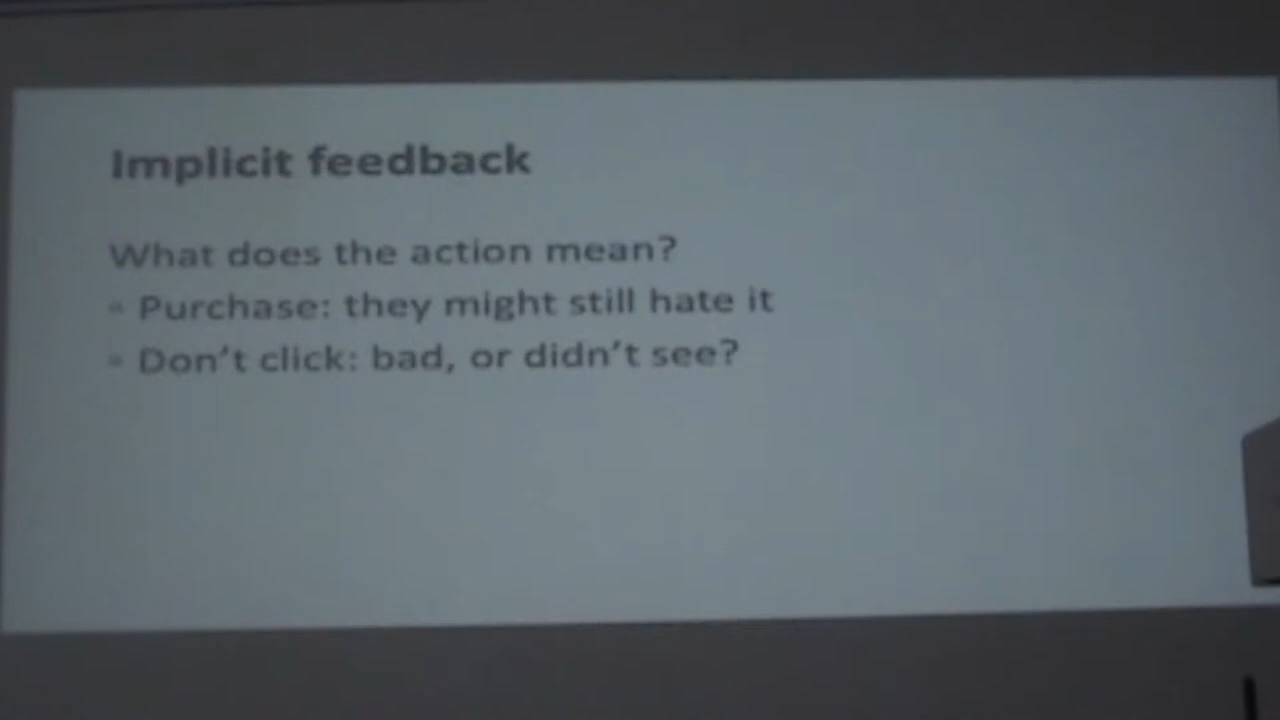 Implicit feedback
What does the action mean?
▫ Purchase: they might still hate it
▫ Don't click: bad, or didn't see?